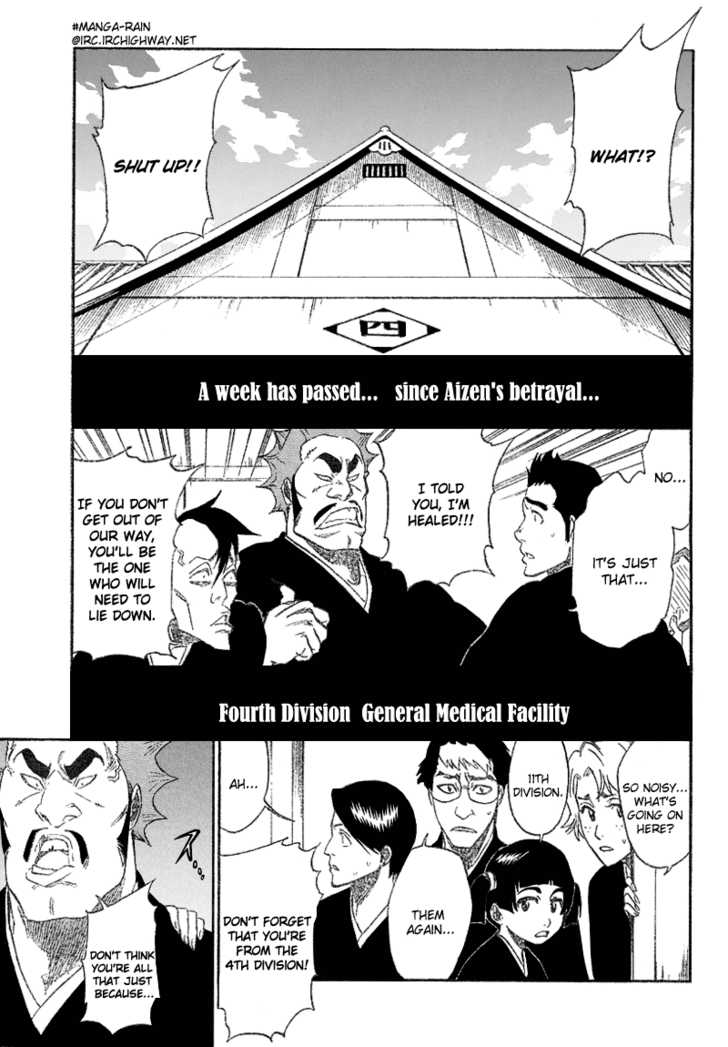 #MANGA-RAIN
@IRC.IRCHIGHWAY.NET
WHAT!?
SHUT UP!!
四
A week has passed... since Aizen's betrayal...
NO...
IT'S JUST
THAT...
I TOLD
YOU, I'M
HEALED!!!
IF YOU DON'T
GET OUT OF
OUR WAY,
YOU'LL BE
THE ONE
WHO WILL
NEED TO
LIE DOWN.
Fourth Division General Medical Facility
SO NOISY...
WHAT'S
GOING ON
HERE?
11TH
DIVISION.
THEM
AGAIN...
AH...
DON'T FORGET
THAT YOU'RE
FROM THE
4TH DIVISION!
DON'T THINK
YOU'RE ALL
THAT JUST
BECAUSE...